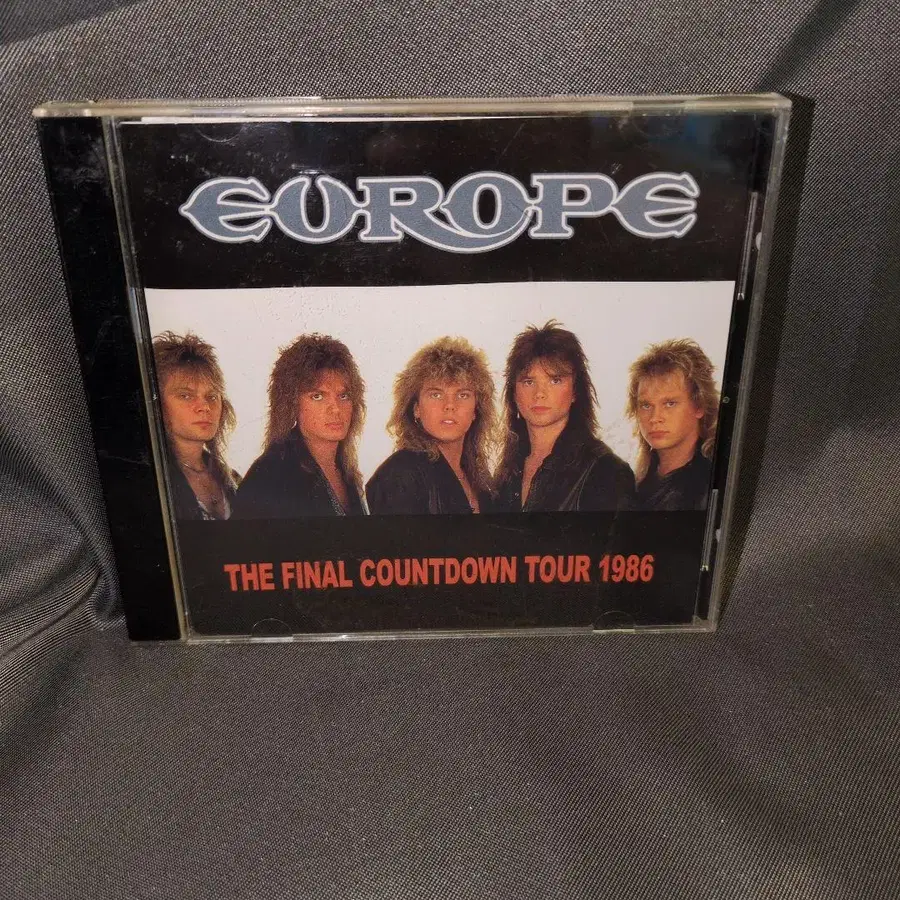 EUROPE
THE FINAL COUNTDOWN TOUR 1986